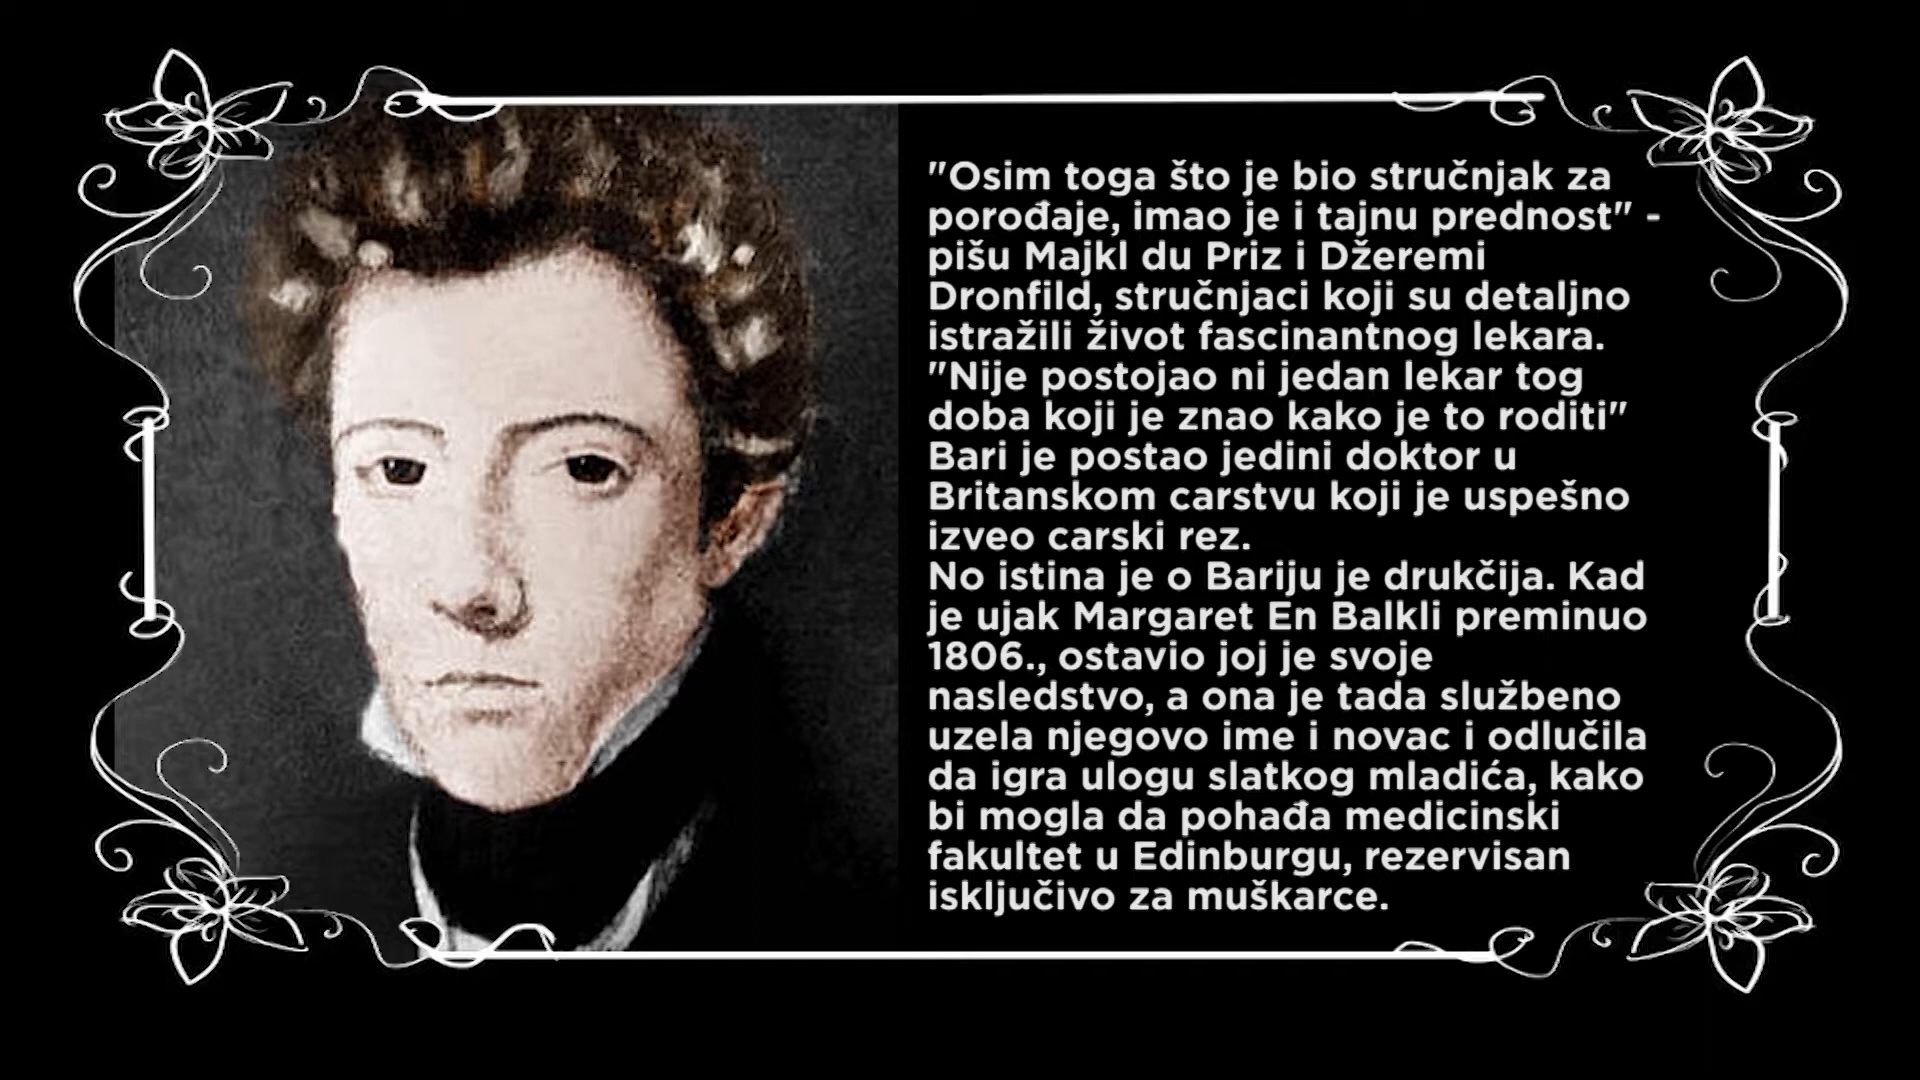 "Osim toga što je bio stručnjak za
porođaje, imao je i tajnu prednost" -
pišu Majkl du Priz i Džeremi
Dronfild, stručnjaci koji su detaljno
istražili život fascinantnog lekara.
"Nije postojao ni jedan lekar tog
doba koji je znao kako je to roditi"
Bari je postao jedini doktor u
Britanskom carstvu koji je uspešno
izveo carski rez.
No istina je o Bariju je drukčija. Kad
je ujak Margaret En Balkli preminuo
1806., ostavio joj je svoje
nasledstvo, a ona je tada službeno
uzela njegovo ime i novac i odlučila
da igra ulogu slatkog mladića, kako
bi mogla da pohađa medicinski
fakultet u Edinburgu, rezervisan
isključivo za muškarce.